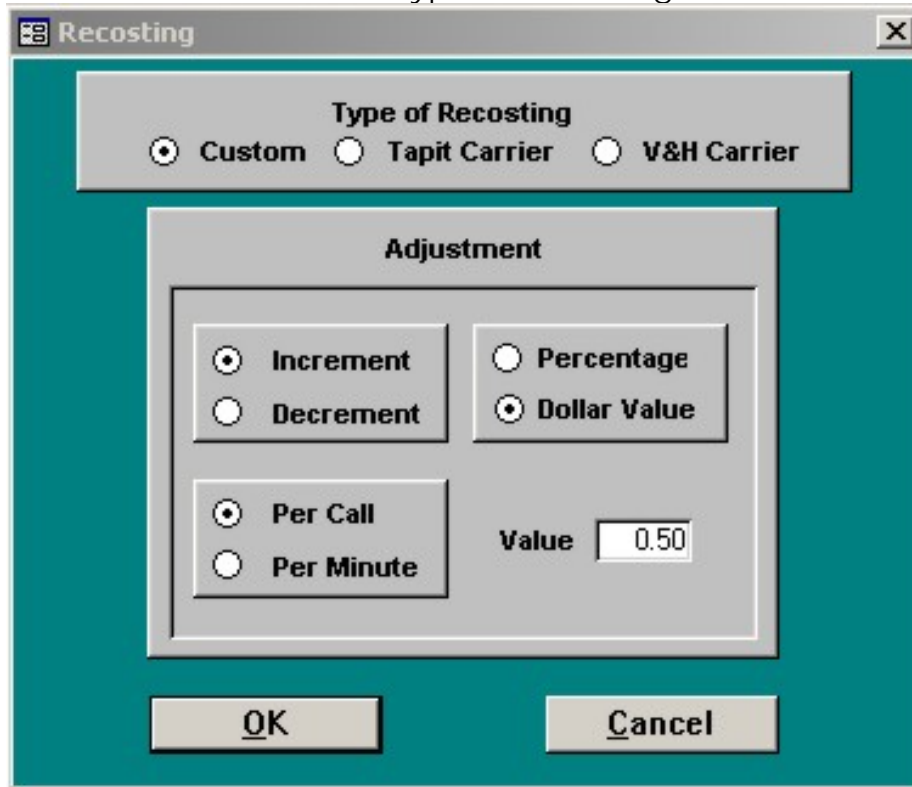 Recosting
Type of Recosting
Custom Tapit Carrier V&H Carrier
Adjustment
Increment
Decrement
Percentage
Dollar Value
Per Call
Per Minute
Value 0.50
OK Cancel